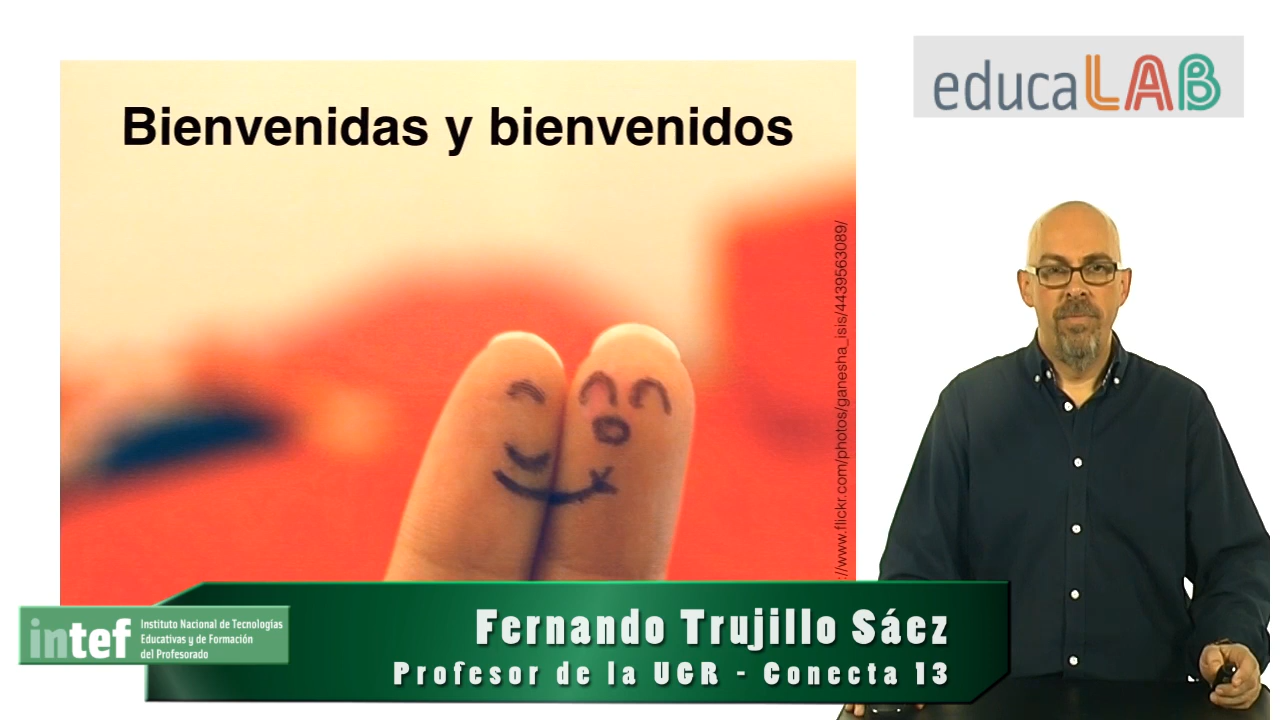 Bienvenidas y bienvenidos
educaLAB
://www.flickr.com/photos/ganesha_isis/4439563089/
intef
Instituto Nacional de Tecnologías
Educativas y de Formación
del Profesorado
Fernando Trujillo Sáez
Profesor de la UGR - Conecta 13